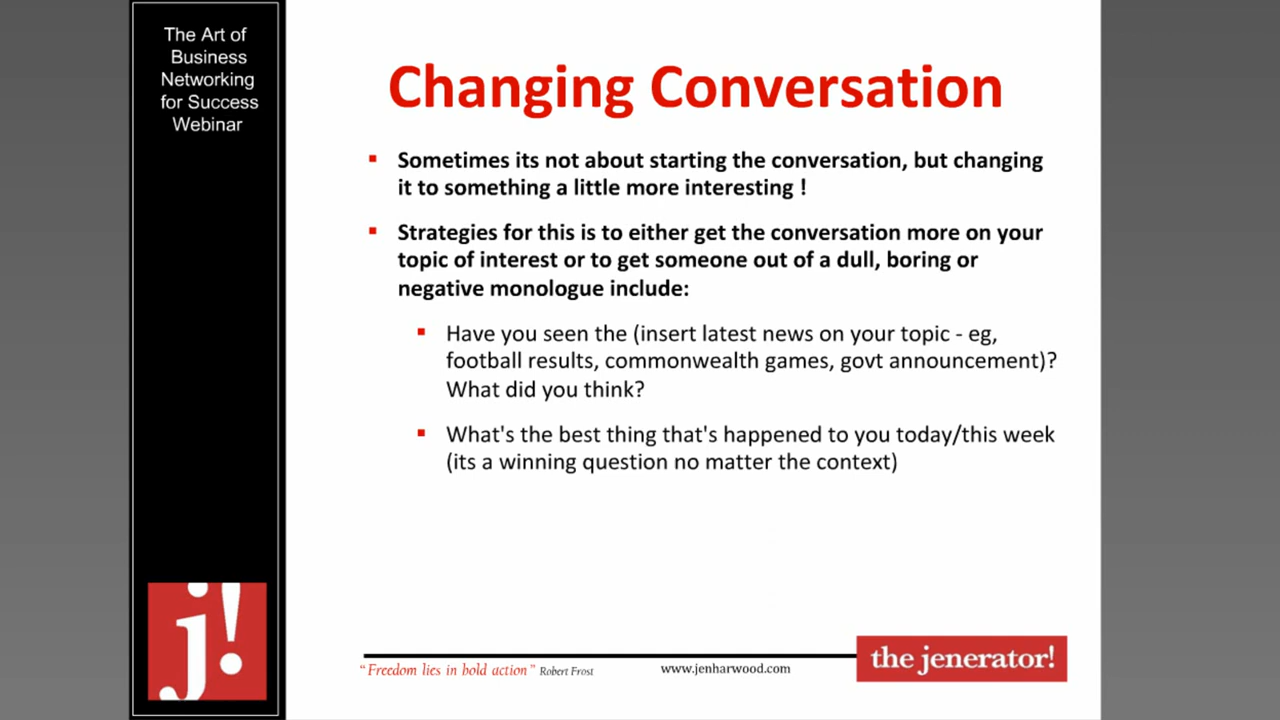 The Art of
Business
Networking
for Success
Webinar
Changing Conversation
Sometimes its not about starting the conversation, but changing
it to something a little more interesting !
Strategies for this is to either get the conversation more on your
topic of interest or to get someone out of a dull, boring or
negative monologue include:
Have you seen the (insert latest news on your topic - eg,
football results, commonwealth games, govt announcement)?
What did you think?
What's the best thing that's happened to you today/this week
(its a winning question no matter the context)
j!
“Freedom lies in bold action” Robert Frost
www.jenharwood.com
the jenerator!